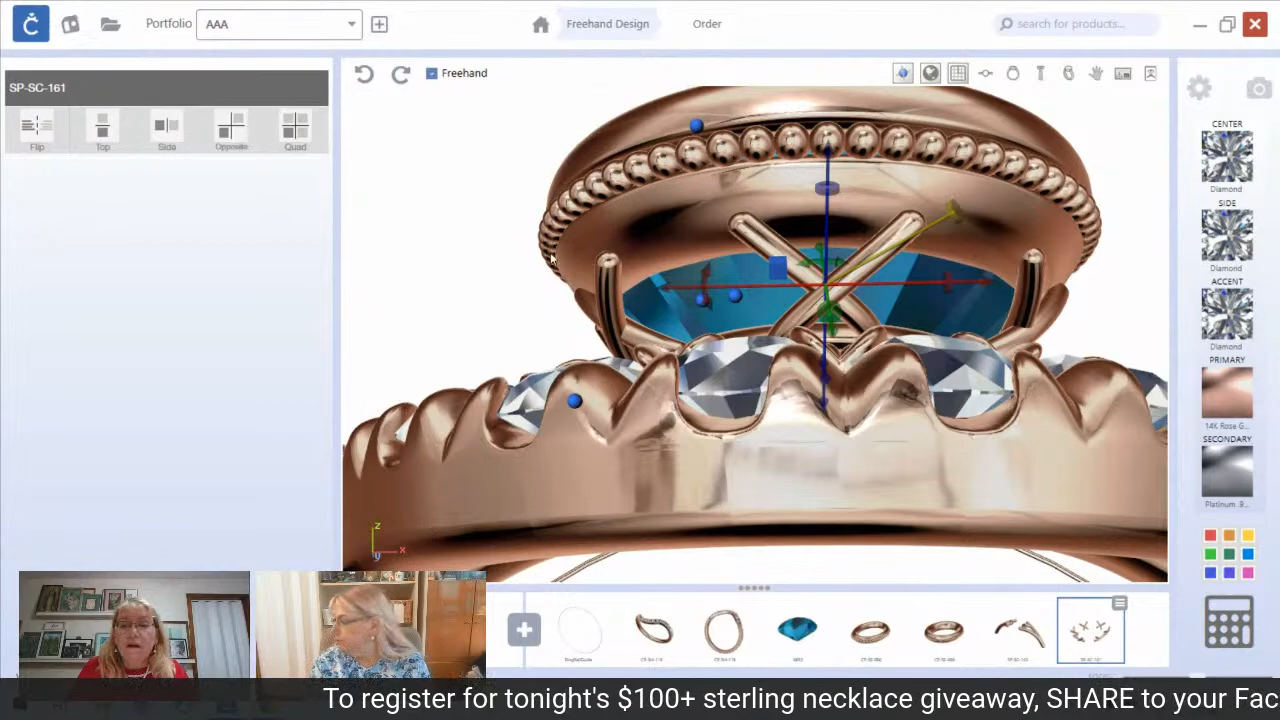 Č
Portfolio
AAA
Freehand Design
Order
search for products...
SP-SC-161
Flip
Top
Side
Opposite
Quad
Freehand
CENTER
Diamond
SIDE
Diamond
ACCENT
Diamond
PRIMARY
14K Rose G...
SECONDARY
Platinum .9...
z
x
y
To register for tonight's $100+ sterling necklace giveaway, SHARE to your Fac